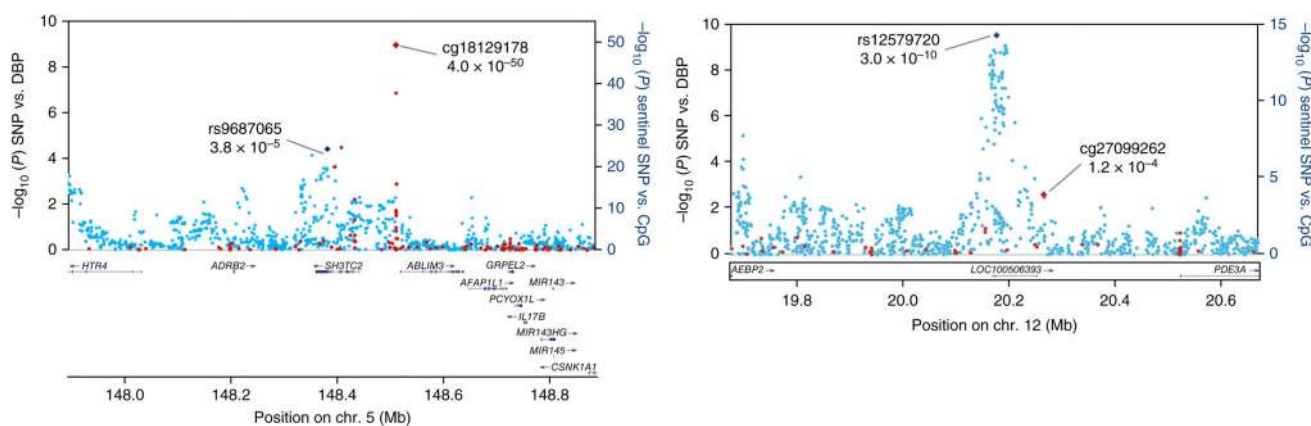 10
8
6
4
2
0
−log₁₀ (P) SNP vs. DBP
50
40
30
20
10
0
−log₁₀ (P) sentinel SNP vs. CpG
cg18129178
4.0 × 10⁻⁵⁰
rs9687065
3.8 × 10⁻⁵
HTR4
ADRB2
SH3TC2
ABLIM3
GRPEL2
AFAP1L1
MIR143
PCYOX1L
IL17B
MIR143HG
MIR145
CSNK1A1
148.0 148.2 148.4 148.6 148.8
Position on chr. 5 (Mb)
10
8
6
4
2
0
−log₁₀ (P) SNP vs. DBP
15
10
5
0
−log₁₀ (P) sentinel SNP vs. CpG
rs12579720
3.0 × 10⁻¹⁰
cg27099262
1.2 × 10⁻⁴
AEBP2
LOC100506393
PDE3A
19.8 20.0 20.2 20.4 20.6
Position on chr. 12 (Mb)